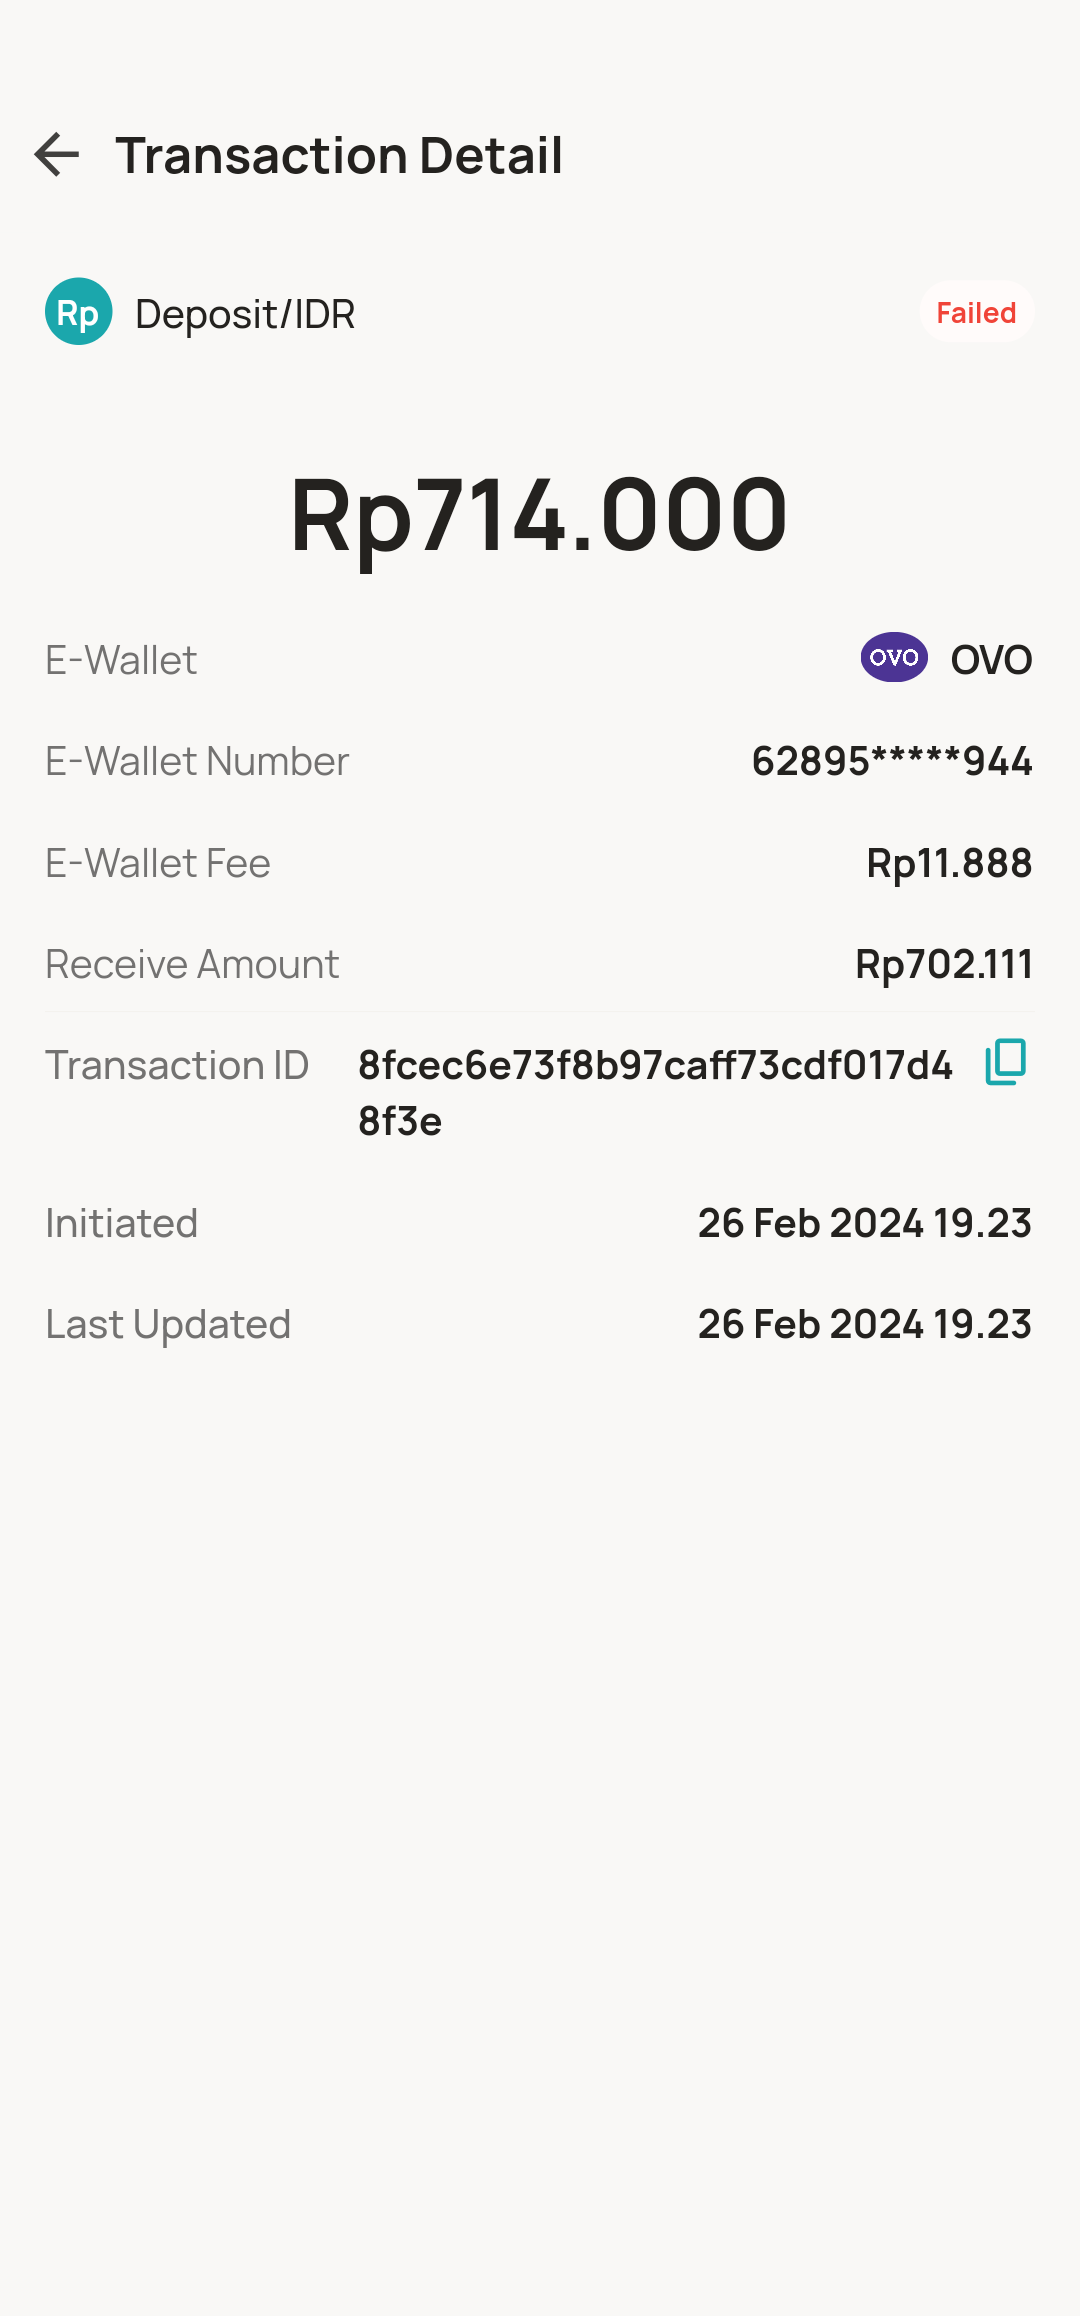 Transaction Detail
Rp Deposit/IDR Failed
Rp714.000
E-Wallet OVO OVO
E-Wallet Number 62895*****944
E-Wallet Fee Rp11.888
Receive Amount Rp702.111
Transaction ID 8fcec6e73f8b97caff73cdf017d4
8f3e
Initiated 26 Feb 2024 19.23
Last Updated 26 Feb 2024 19.23